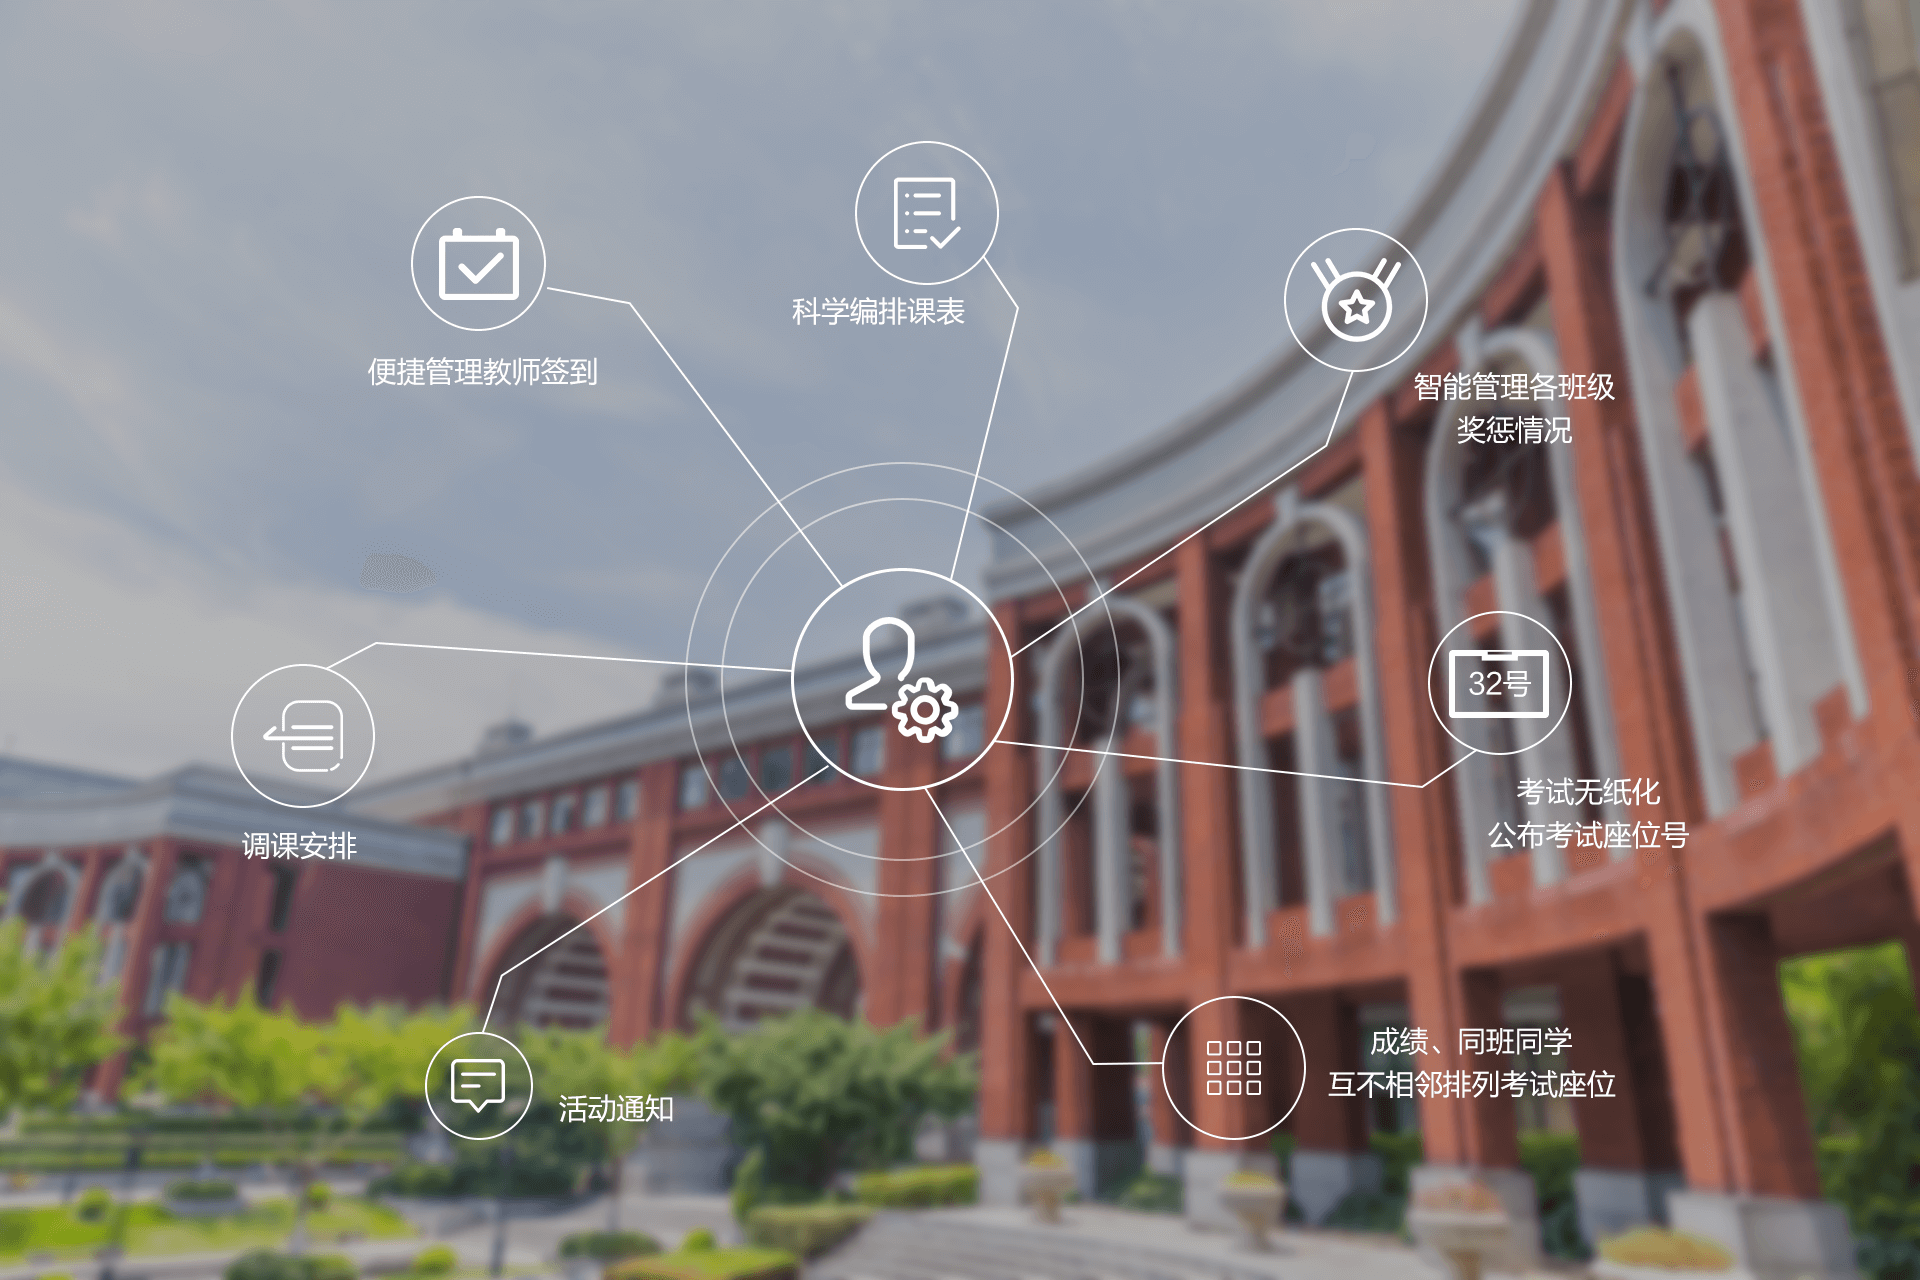 科学编排课表
便捷管理教师签到
智能管理各班级
奖惩情况
32号
考试无纸化
公布考试座位号
调课安排
成绩、同班同学
互不相邻排列考试座位
活动通知